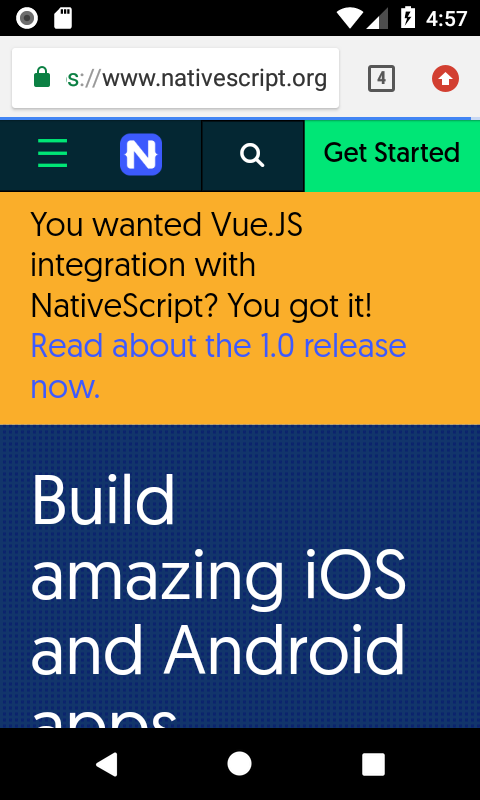 4:57
s://www.nativescript.org
4
N
Get Started
You wanted Vue.JS
integration with
NativeScript? You got it!
Read about the 1.0 release
now.
Build
amazing iOS
and Android
apps